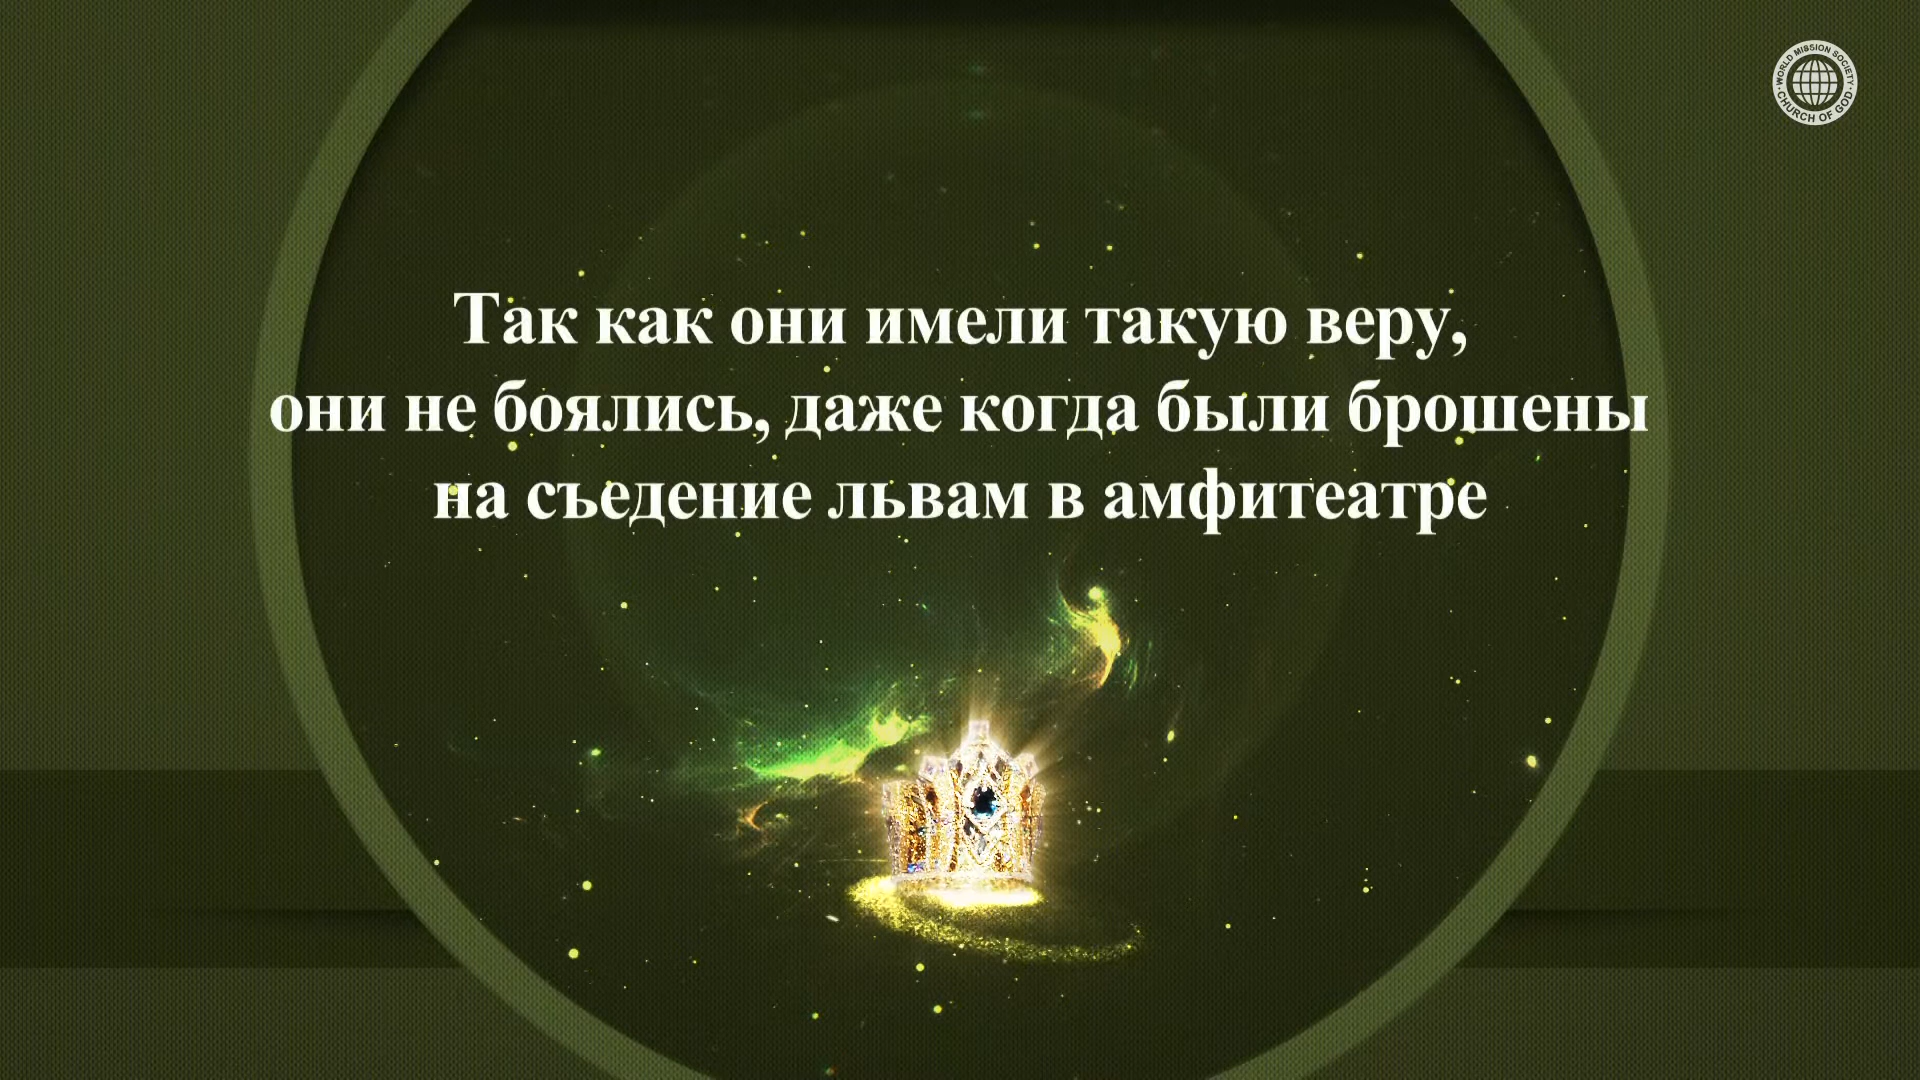 WORLD MISSION SOCIETY
CHURCH OF GOD
Так как они имели такую веру,
они не боялись, даже когда были брошены
на съедение львам в амфитеатре